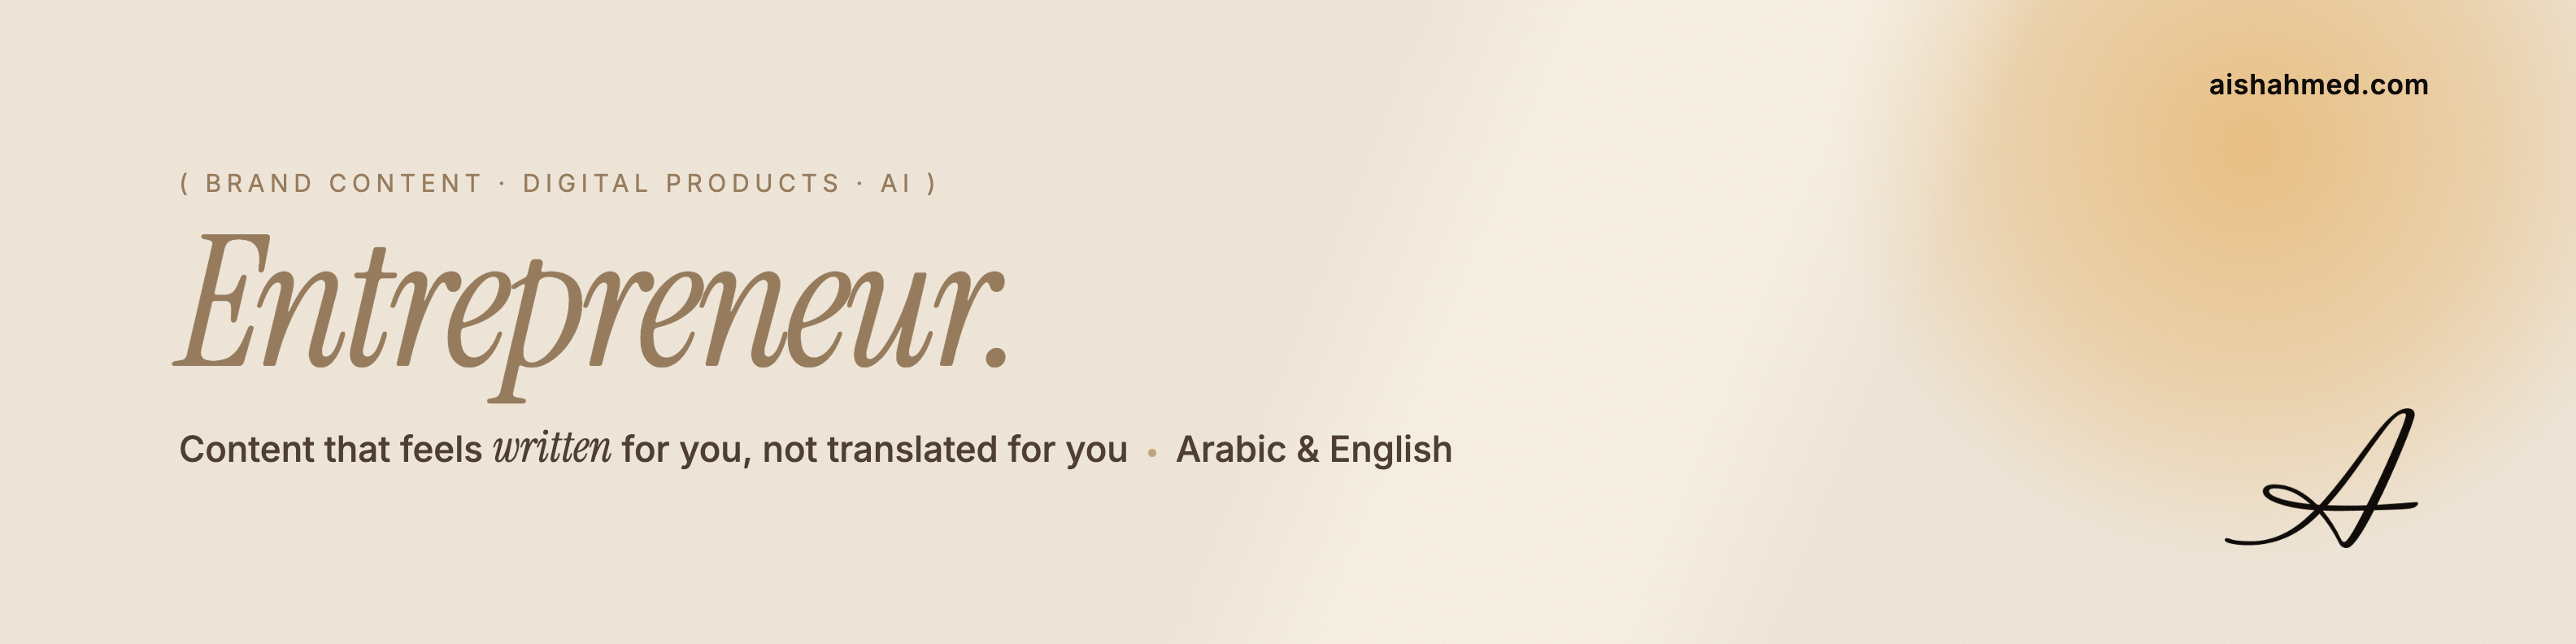 aishahmed.com
( BRAND CONTENT · DIGITAL PRODUCTS · AI )
Entrepreneur.
Content that feels written for you, not translated for you • Arabic & English
A